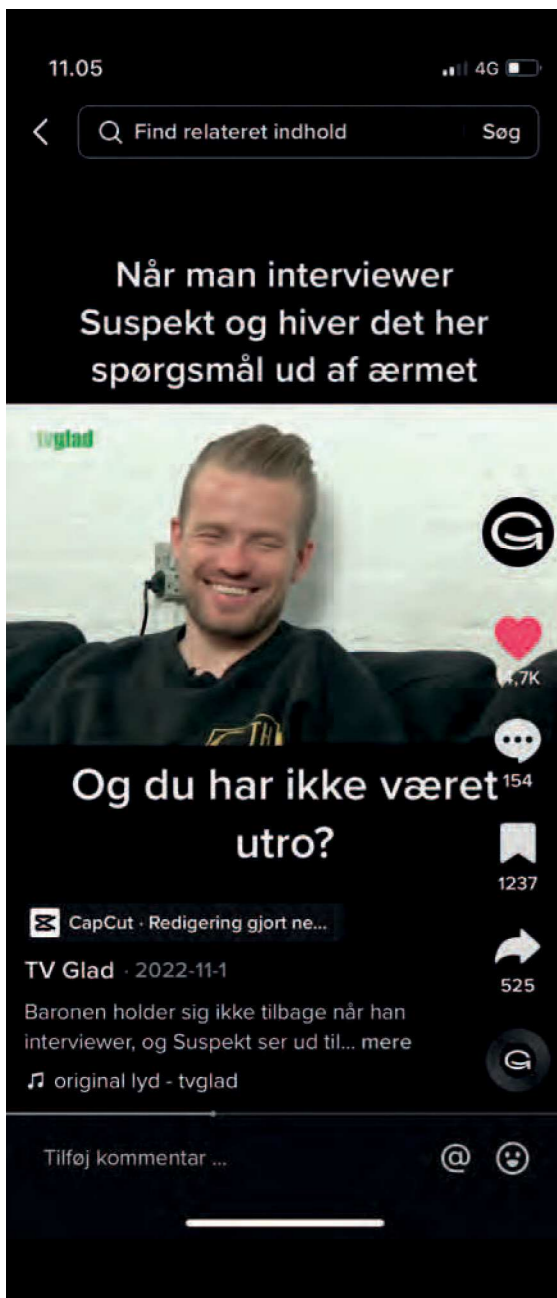 11.05
4G
Find relateret indhold
Søg
Når man interviewer
Suspekt og hiver det her
spørgsmål ud af ærmet
tvglad
TH
4,7K
154
Og du har ikke været
utro?
1237
CapCut · Redigering gjort ne...
TV Glad · 2022-11-1
525
Baronen holder sig ikke tilbage når han
interviewer, og Suspekt ser ud til... mere
original lyd - tvglad
Tilføj kommentar ...
@